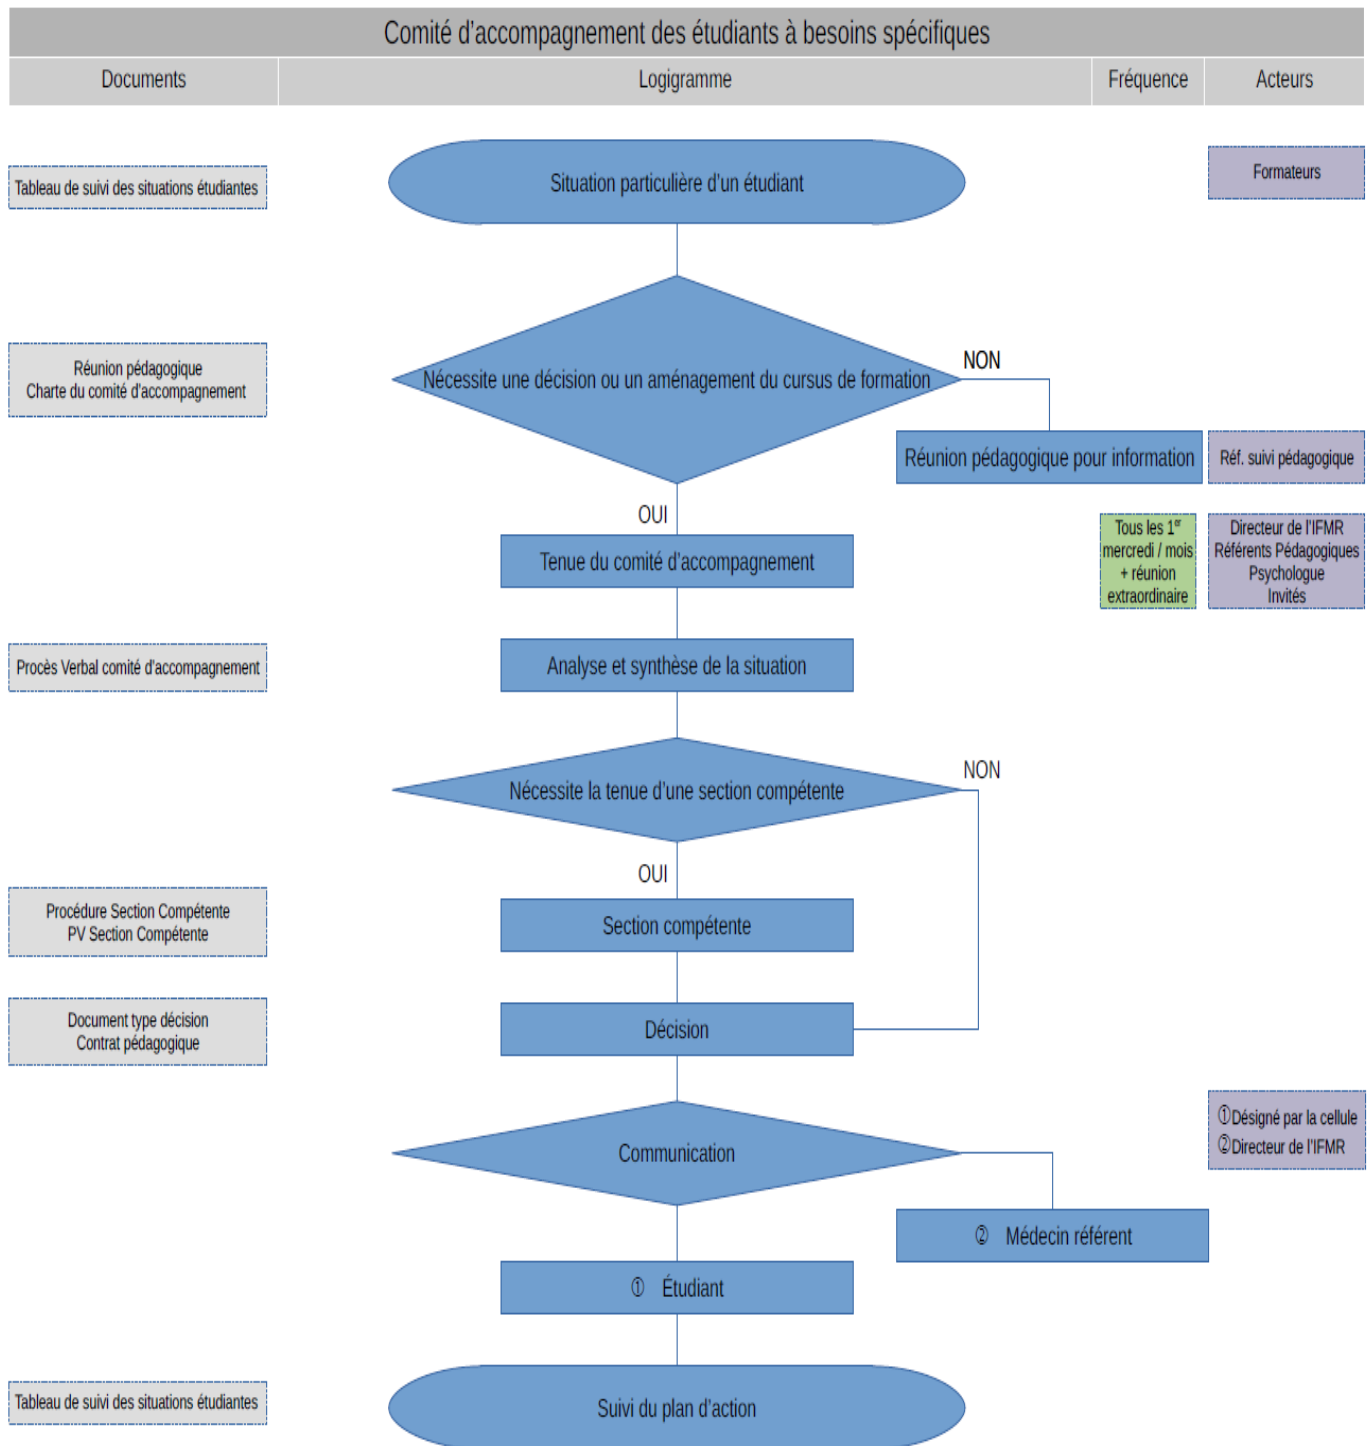 Comité d'accompagnement des étudiants à besoins spécifiques
Documents
Logigramme
Fréquence
Acteurs
Tableau de suivi des situations étudiantes
Situation particulière d'un étudiant
Formateurs
Réunion pédagogique
Charte du comité d'accompagnement
Nécessite une décision ou un aménagement du cursus de formation
NON
Réunion pédagogique pour information
Réf. suivi pédagogique
OUI
Tenue du comité d'accompagnement
Tous les 1er
mercredi / mois
+ réunion
extraordinaire
Directeur de l'IFMR
Référents Pédagogiques
Psychologue
Invités
Procès Verbal comité d'accompagnement
Analyse et synthèse de la situation
Nécessite la tenue d'une section compétente
NON
OUI
Procédure Section Compétente
PV Section Compétente
Section compétente
Document type décision
Contrat pédagogique
Décision
Communication
① Désigné par la cellule
② Directeur de l'IFMR
② Médecin référent
① Étudiant
Tableau de suivi des situations étudiantes
Suivi du plan d'action